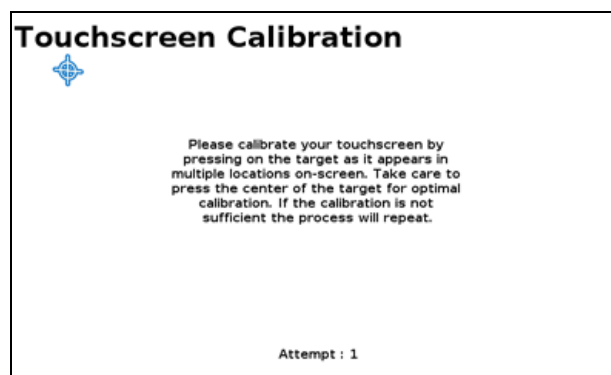 Touchscreen Calibration
Please calibrate your touchscreen by
pressing on the target as it appears in
multiple locations on-screen. Take care to
press the center of the target for optimal
calibration. If the calibration is not
sufficient the process will repeat.
Attempt : 1